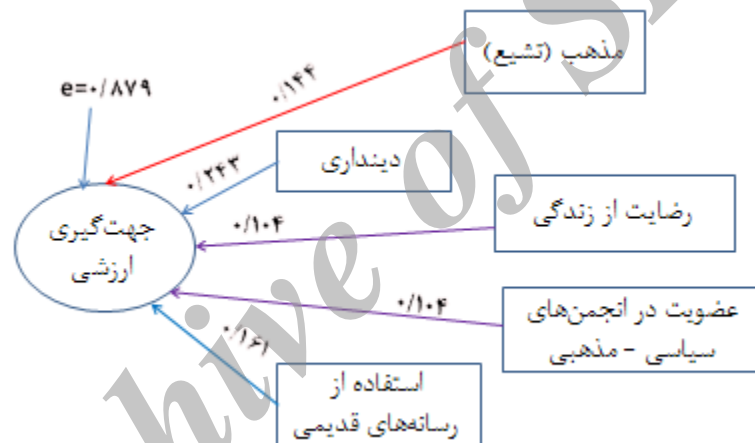 مذهب (تشیع)
۰/۱۴۴
e=۰/۸۷۹
دینداری
۰/۲۴۳
جهت‌گیری
ارزشی
رضایت از زندگی
۰/۱۰۴
عضویت در انجمن‌های
سیاسی - مذهبی
۰/۱۰۴
۰/۱۶۱
استفاده از
رسانه‌های قدیمی